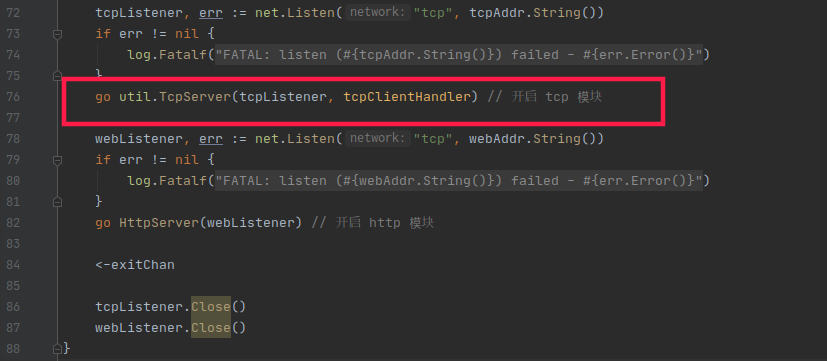 72 tcpListener, err := net.Listen( network: "tcp", tcpAddr.String())
73 if err != nil {
74 log.Fatalf("FATAL: listen (#{tcpAddr.String()}) failed - #{err.Error()}")
75 }
76 go util.TcpServer(tcpListener, tcpClientHandler) // 开启 tcp 模块
77
78 webListener, err := net.Listen( network: "tcp", webAddr.String())
79 if err != nil {
80 log.Fatalf("FATAL: listen (#{webAddr.String()}) failed - #{err.Error()}")
81 }
82 go HttpServer(webListener) // 开启 http 模块
83
84 <-exitChan
85
86 tcpListener.Close()
87 webListener.Close()
88 }